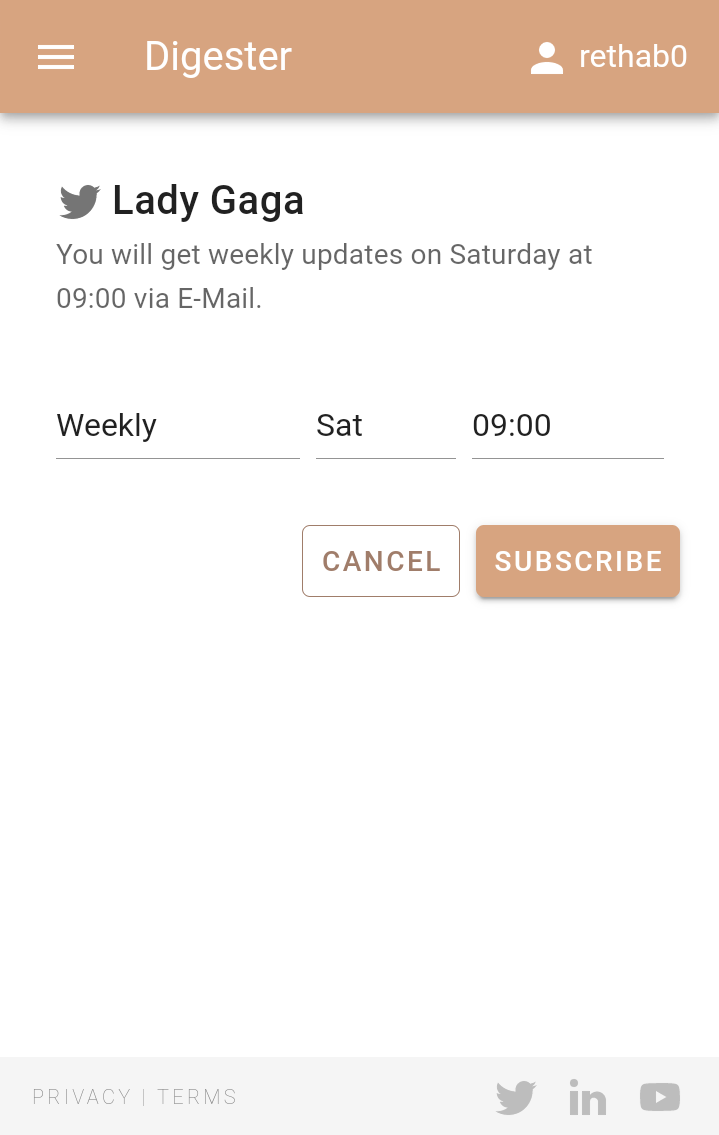 Digester
rethab0
Lady Gaga
You will get weekly updates on Saturday at
09:00 via E-Mail.
Weekly
Sat
09:00
CANCEL
SUBSCRIBE
PRIVACY | TERMS